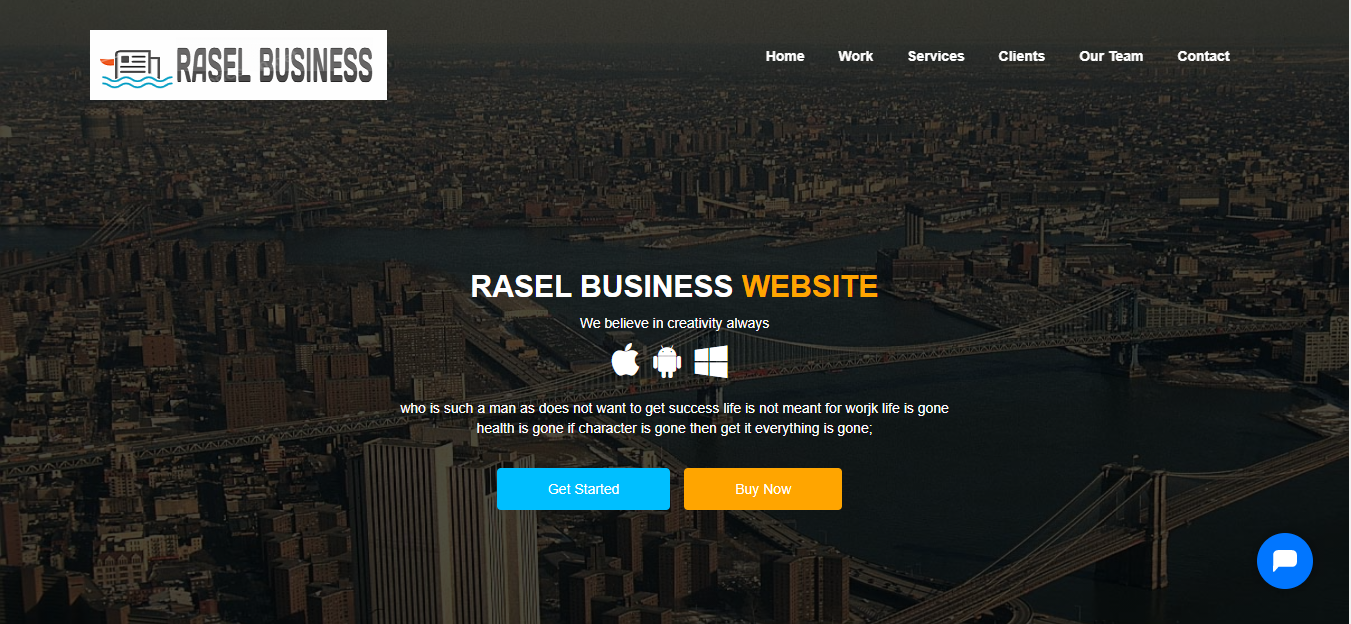 RASEL BUSINESS
Home Work Services Clients Our Team Contact
RASEL BUSINESS WEBSITE
We believe in creativity always
who is such a man as does not want to get success life is not meant for worjk life is gone
health is gone if character is gone then get it everything is gone;
Get Started Buy Now